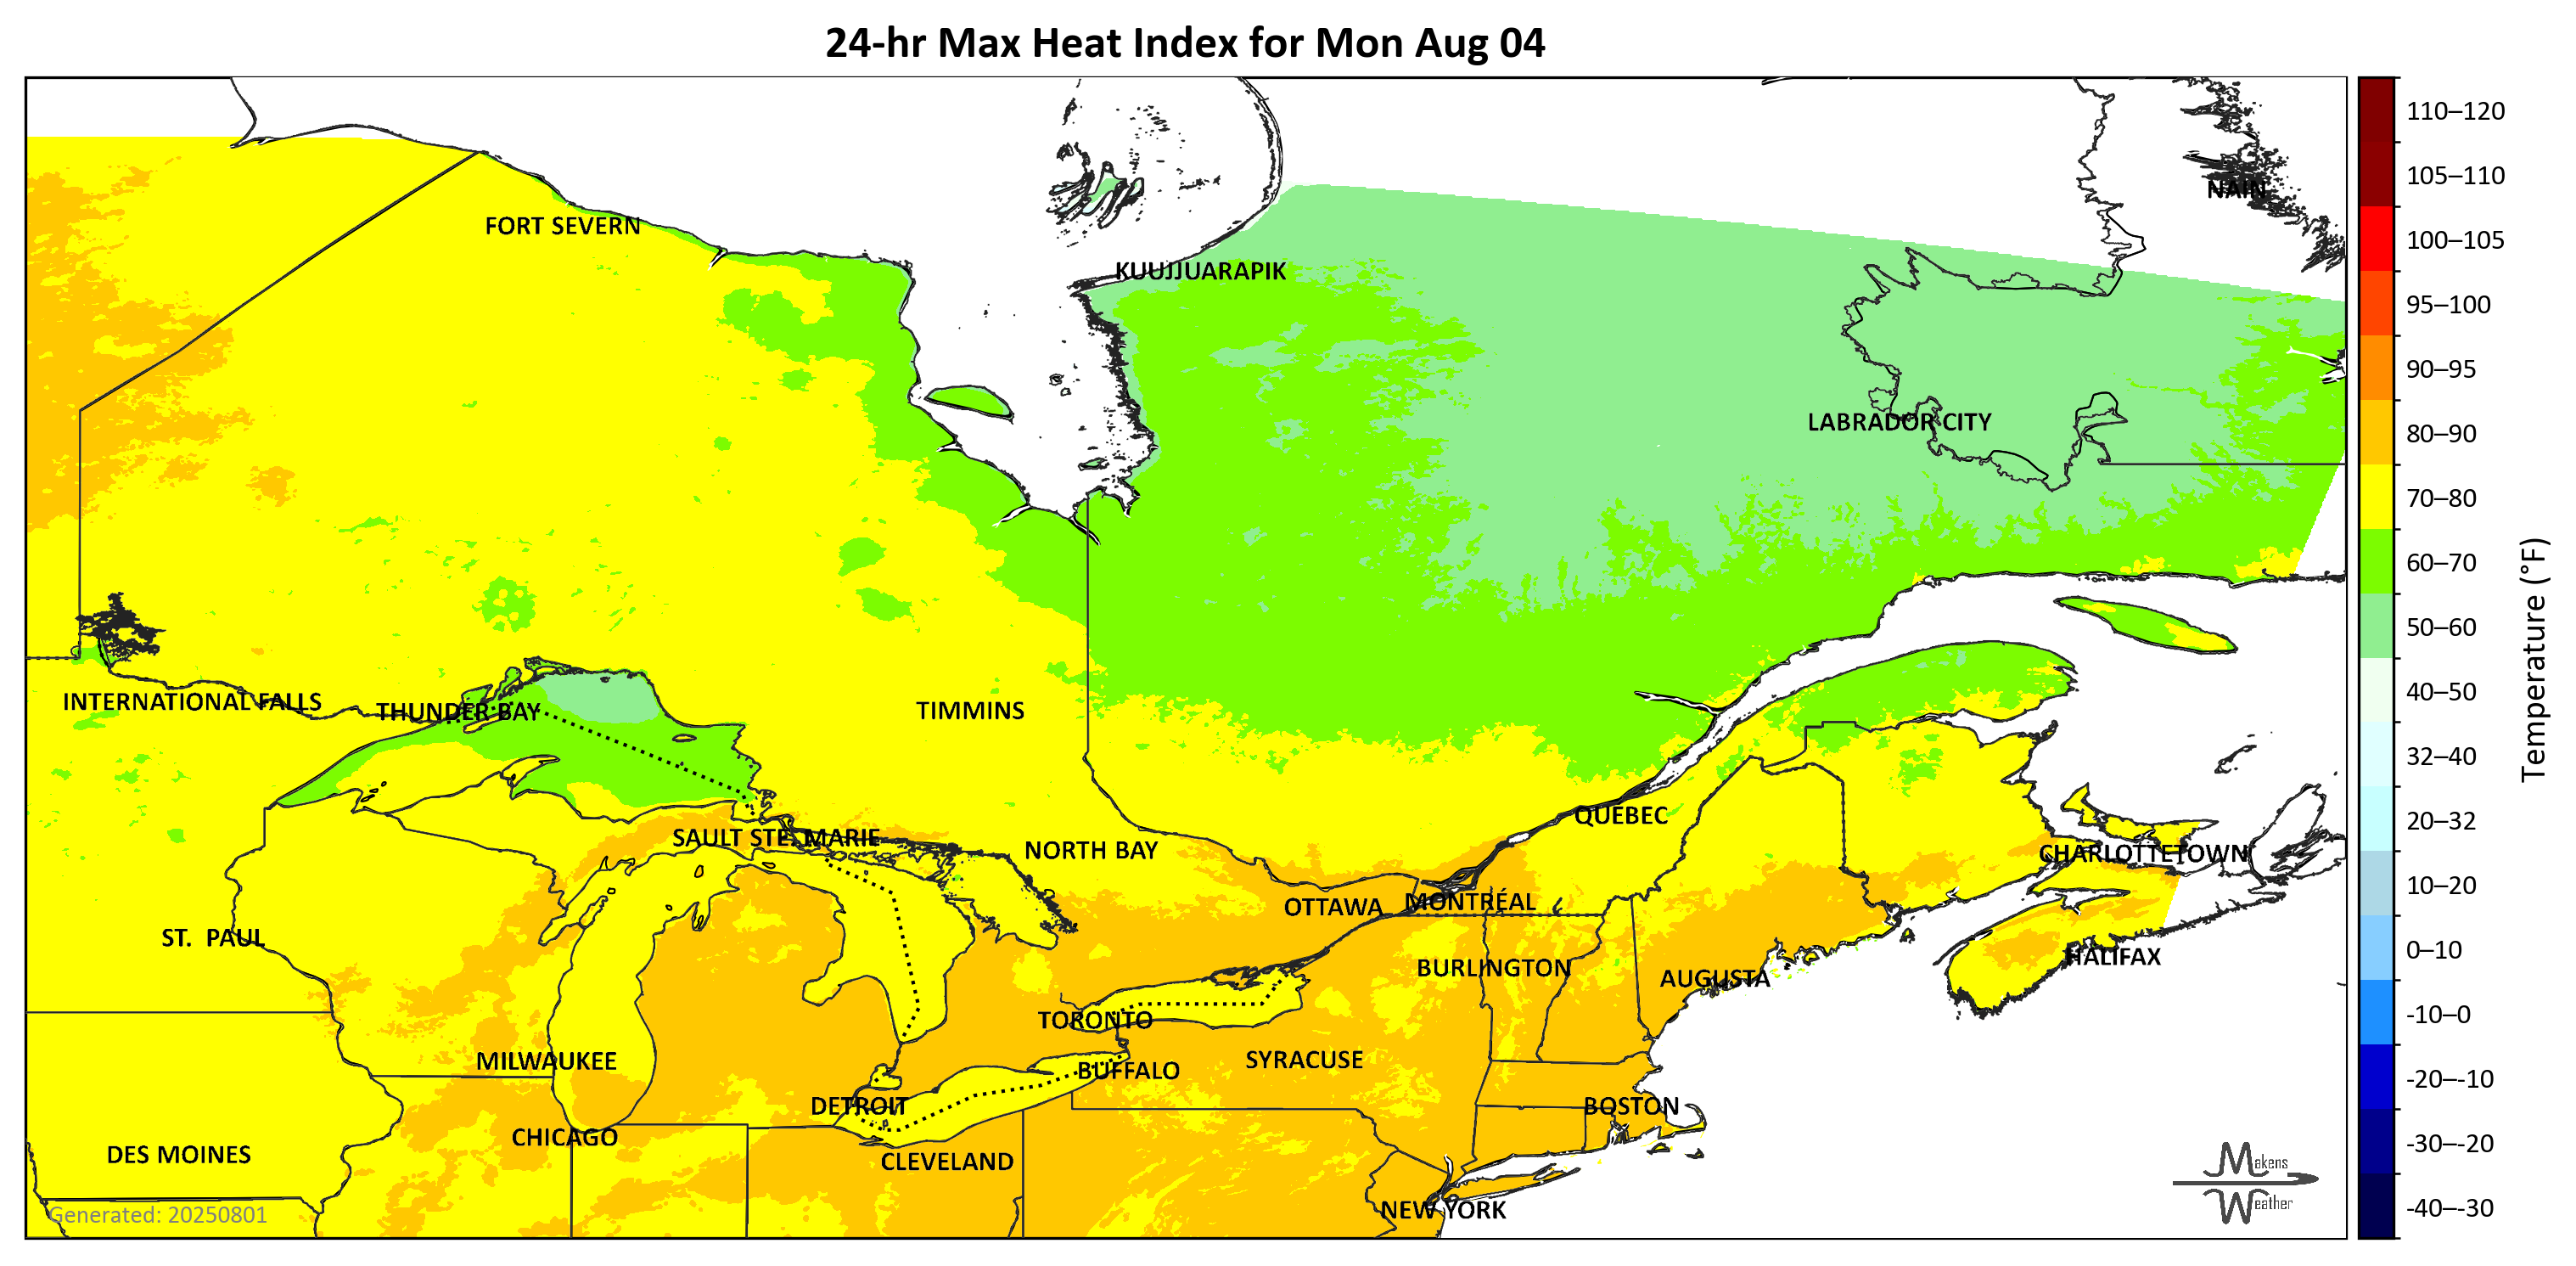 24-hr Max Heat Index for Mon Aug 04
110–120
105–110
NAIN
FORT SEVERN
100–105
KUUJJUARAPIK
95–100
90–95
LABRADOR CITY
80–90
70–80
60–70
50–60
40–50
Temperature (°F)
INTERNATIONAL FALLS
THUNDER BAY
TIMMINS
32–40
QUEBEC
20–32
SAULT STE. MARIE
NORTH BAY
CHARLOTTETOWN
10–20
OTTAWA
MONTRÉAL
ST. PAUL
0–10
HALIFAX
BURLINGTON
AUGUSTA
-10–0
TORONTO
MILWAUKEE
SYRACUSE
BUFFALO
-20–-10
DETROIT
BOSTON
CHICAGO
-30–-20
DES MOINES
CLEVELAND
Makens
Weather
-40–-30
NEW YORK
Generated: 20250801